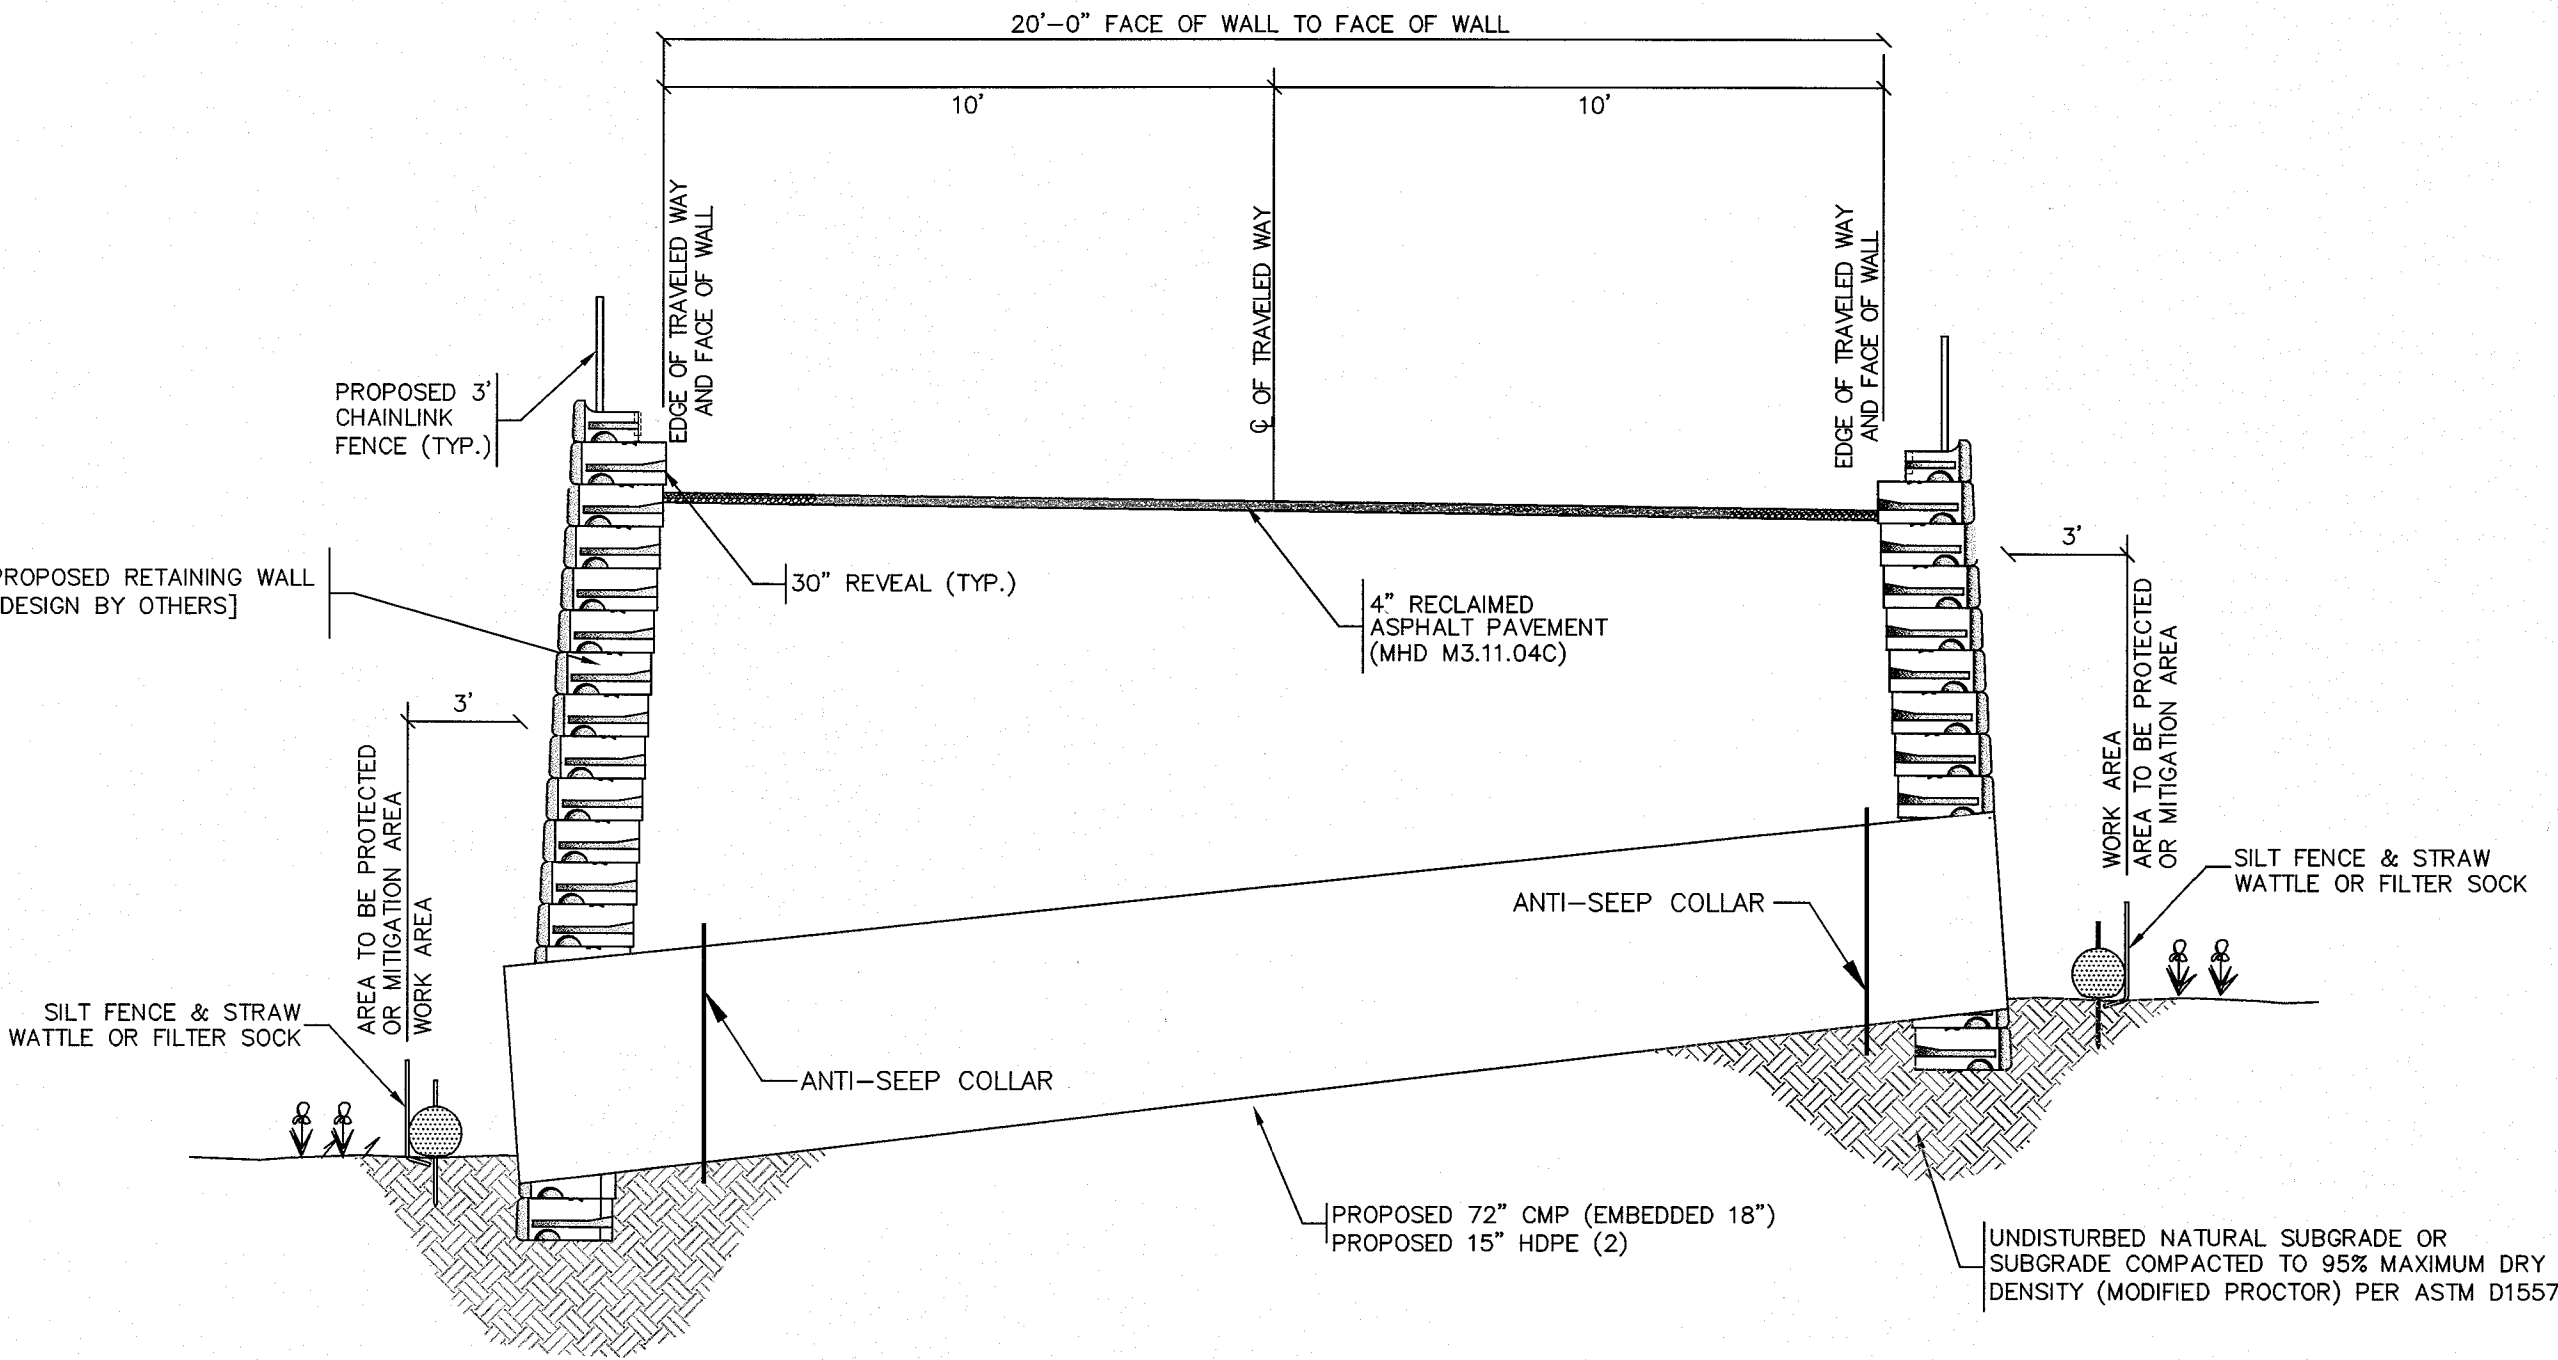 20'-0" FACE OF WALL TO FACE OF WALL
10'
10'
EDGE OF TRAVELED WAY
AND FACE OF WALL
℄ OF TRAVELED WAY
EDGE OF TRAVELED WAY
AND FACE OF WALL
PROPOSED 3'
CHAINLINK
FENCE (TYP.)
PROPOSED RETAINING WALL
DESIGN BY OTHERS]
30" REVEAL (TYP.)
4" RECLAIMED
ASPHALT PAVEMENT
(MHD M3.11.04C)
3'
3'
AREA TO BE PROTECTED
OR MITIGATION AREA
WORK AREA
WORK AREA
AREA TO BE PROTECTED
OR MITIGATION AREA
SILT FENCE & STRAW
WATTLE OR FILTER SOCK
ANTI-SEEP COLLAR
SILT FENCE & STRAW
WATTLE OR FILTER SOCK
ANTI-SEEP COLLAR
PROPOSED 72" CMP (EMBEDDED 18")
PROPOSED 15" HDPE (2)
UNDISTURBED NATURAL SUBGRADE OR
SUBGRADE COMPACTED TO 95% MAXIMUM DRY
DENSITY (MODIFIED PROCTOR) PER ASTM D1557